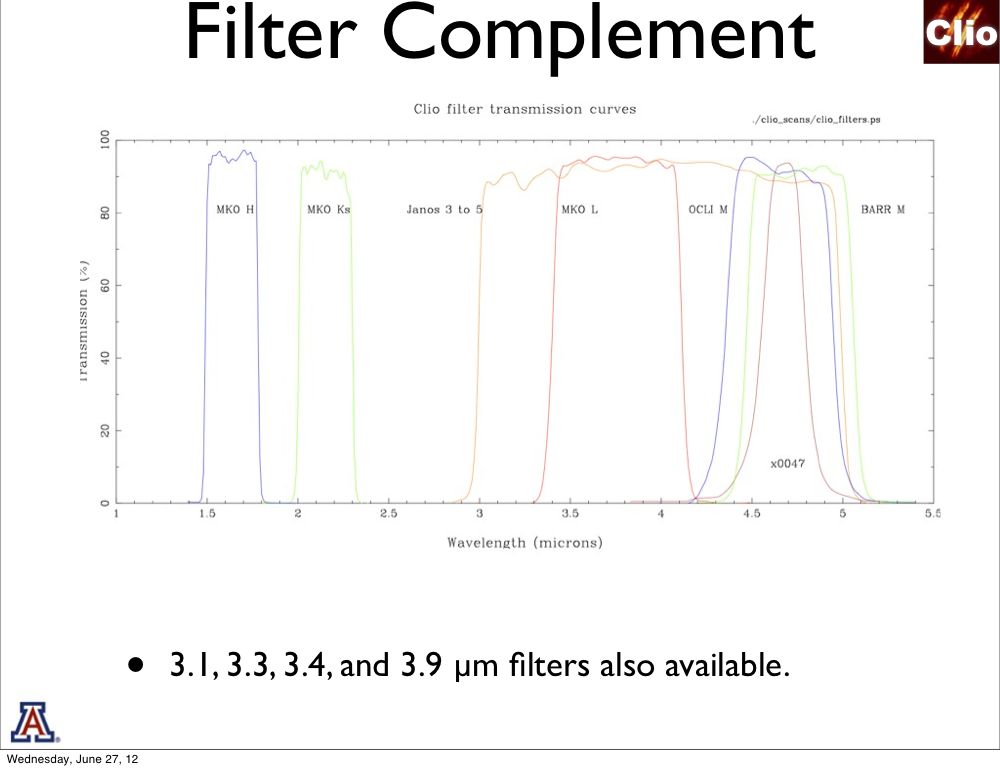 Filter Complement
Clio
Clio filter transmission curves
./clio_scans/clio_filters.ps
Transmission (%)
100
80
60
40
20
0
MKO H
MKO Ks
Janos 3 to 5
MKO L
OCLI M
BARR M
x0047
1
1.5
2
2.5
3
3.5
4
4.5
5
5.5
Wavelength (microns)
• 3.1, 3.3, 3.4, and 3.9 µm filters also available.
A
Wednesday, June 27, 12